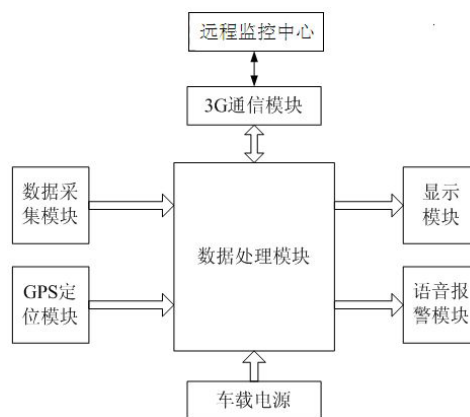 远程监控中心
3G通信模块
数据采
集模块
显示
模块
数据处理模块
GPS定
位模块
语音报
警模块
车载电源